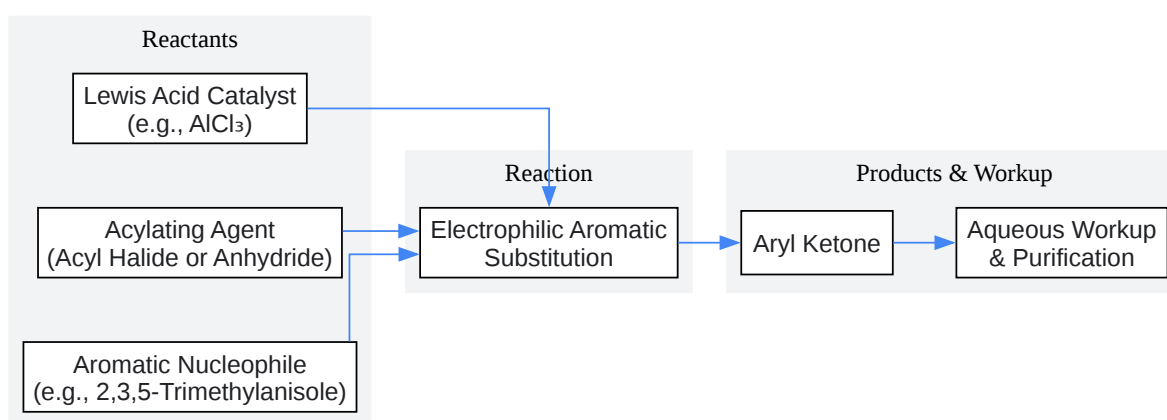 Reactants
Lewis Acid Catalyst
(e.g., AlCl₃)
Acylating Agent
(Acyl Halide or Anhydride)
Aromatic Nucleophile
(e.g., 2,3,5-Trimethylanisole)
Reaction
Electrophilic Aromatic
Substitution
Products & Workup
Aryl Ketone
Aqueous Workup
& Purification